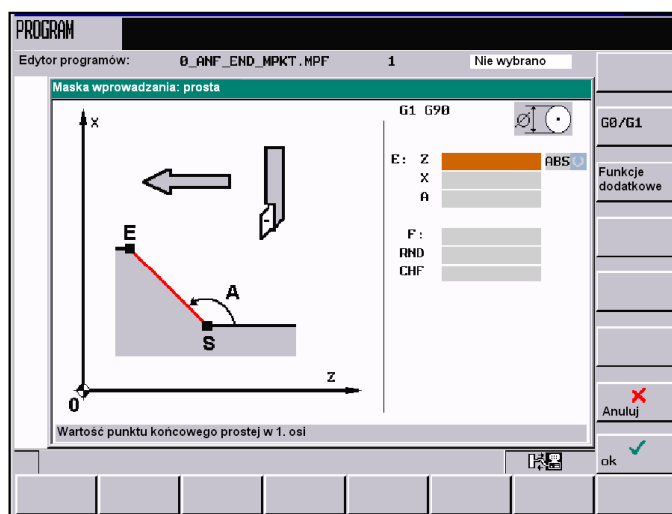 PROGRAM
Edytor programów: 0_ANF_END_MPKT.MPF 1 Nie wybrano
Maska wprowadzania: prosta
X
G1 G90
G0/G1
E: Z ABS
X
A
Funkcje
dodatkowe
F:
RND
CHF
E
A
S
Z
0
Anuluj
Wartość punktu końcowego prostej w 1. osi
ok